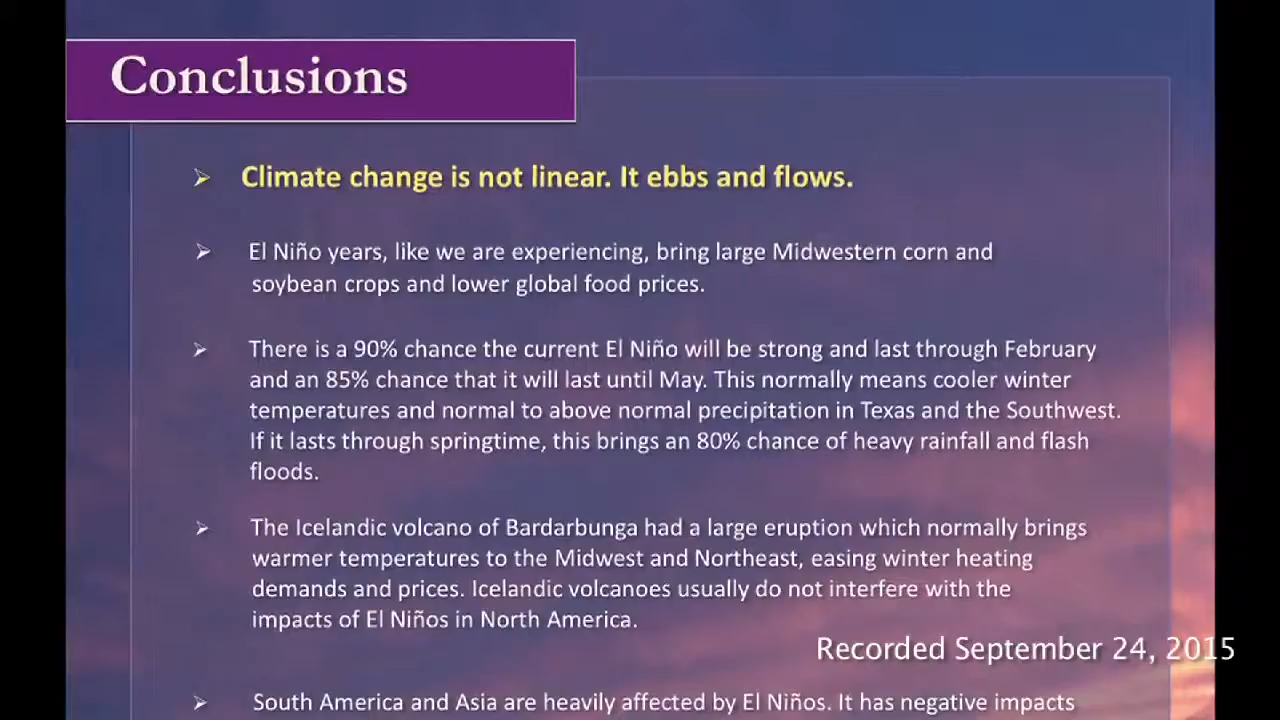 Conclusions
Climate change is not linear. It ebbs and flows.
El Niño years, like we are experiencing, bring large Midwestern corn and
soybean crops and lower global food prices.
There is a 90% chance the current El Niño will be strong and last through February
and an 85% chance that it will last until May. This normally means cooler winter
temperatures and normal to above normal precipitation in Texas and the Southwest.
If it lasts through springtime, this brings an 80% chance of heavy rainfall and flash
floods.
The Icelandic volcano of Bardarbunga had a large eruption which normally brings
warmer temperatures to the Midwest and Northeast, easing winter heating
demands and prices. Icelandic volcanoes usually do not interfere with the
impacts of El Niños in North America.
Recorded September 24, 2015
South America and Asia are heavily affected by El Niños. It has negative impacts